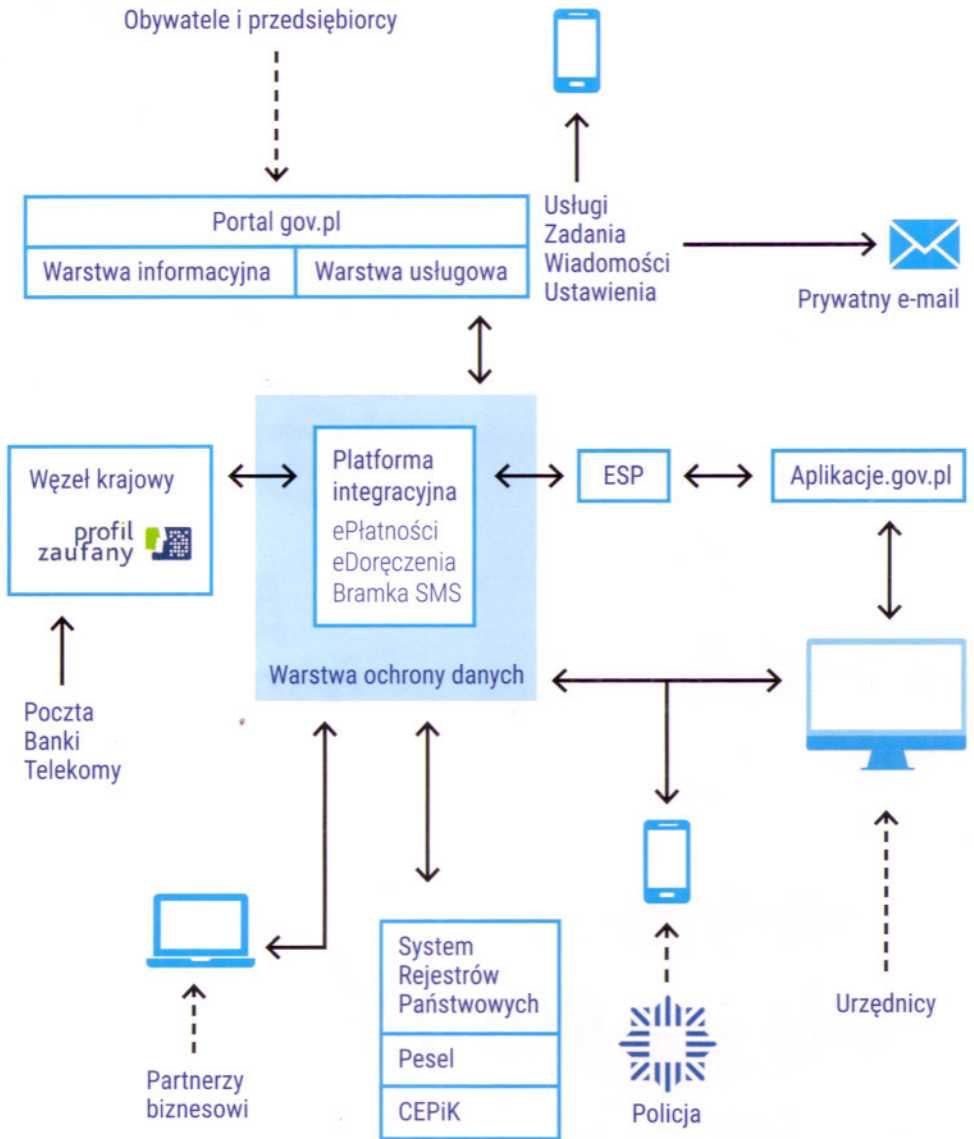 Obywatele i przedsiębiorcy
Portal gov.pl
Warstwa informacyjna
Warstwa usługowa
Usługi
Zadania
Wiadomości
Ustawienia
Prywatny e-mail
Węzeł krajowy
profil
zaufany
Platforma
integracyjna
ePłatności
eDoręczenia
Bramka SMS
Warstwa ochrony danych
ESP
Aplikacje.gov.pl
Poczta
Banki
Telekomy
Partnerzy
biznesowi
System
Rejestrów
Państwowych
Pesel
CEPiK
Policja
Urzędnicy